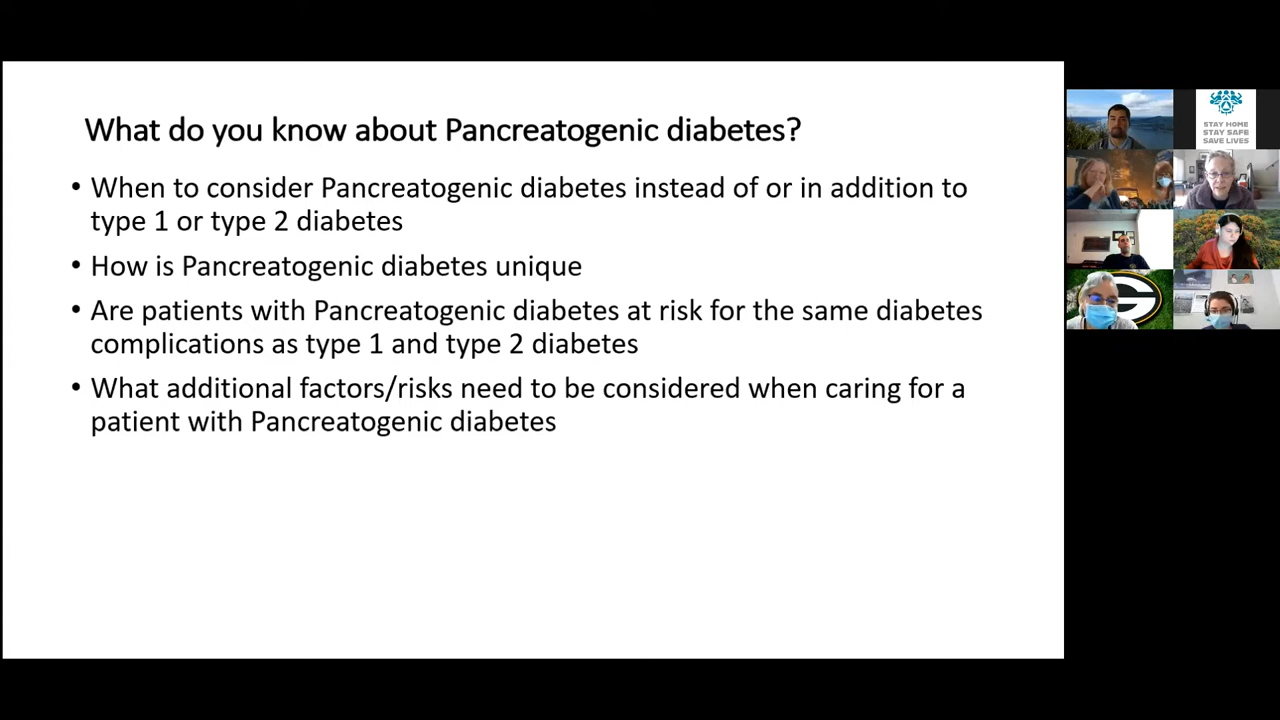 What do you know about Pancreatogenic diabetes?
• When to consider Pancreatogenic diabetes instead of or in addition to
type 1 or type 2 diabetes
• How is Pancreatogenic diabetes unique
• Are patients with Pancreatogenic diabetes at risk for the same diabetes
complications as type 1 and type 2 diabetes
• What additional factors/risks need to be considered when caring for a
patient with Pancreatogenic diabetes
STAY HOME
STAY SAFE
SAVE LIVES
G